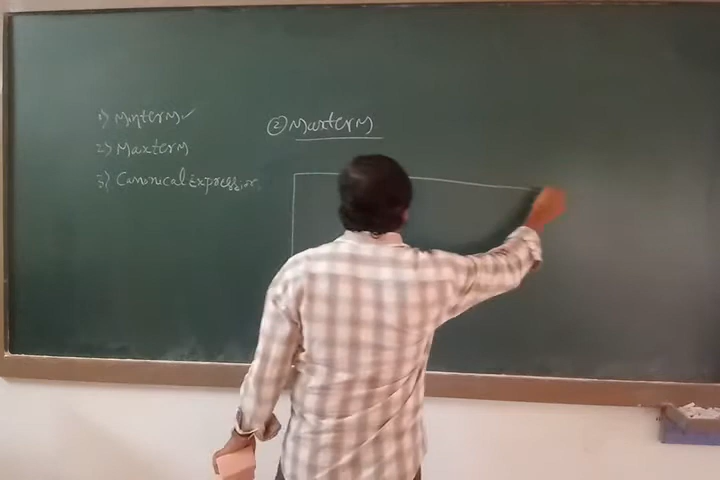 1) Minterm ✓
2) Maxterm
3) Canonical Expression.
② Maxterm